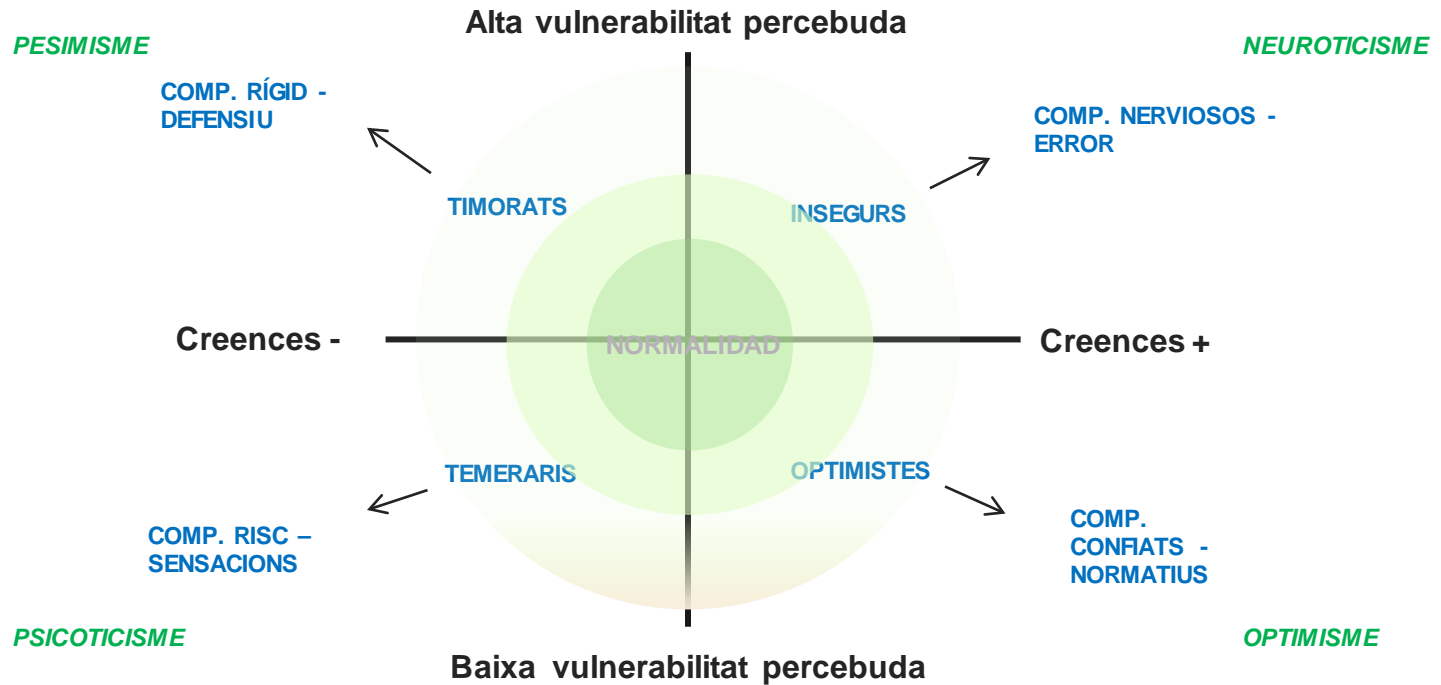 Alta vulnerabilitat percebuda
PESIMISME
NEUROTICISME
COMP. RÍGID -
DEFENSIU
COMP. NERVIOSOS -
ERROR
TIMORATS
INSEGURS
Creences -
NORMALIDAD
Creences +
TEMERARIS
OPTIMISTES
COMP. RISC –
SENSACIONS
COMP.
CONFIATS -
NORMATIUS
PSICOTICISME
OPTIMISME
Baixa vulnerabilitat percebuda